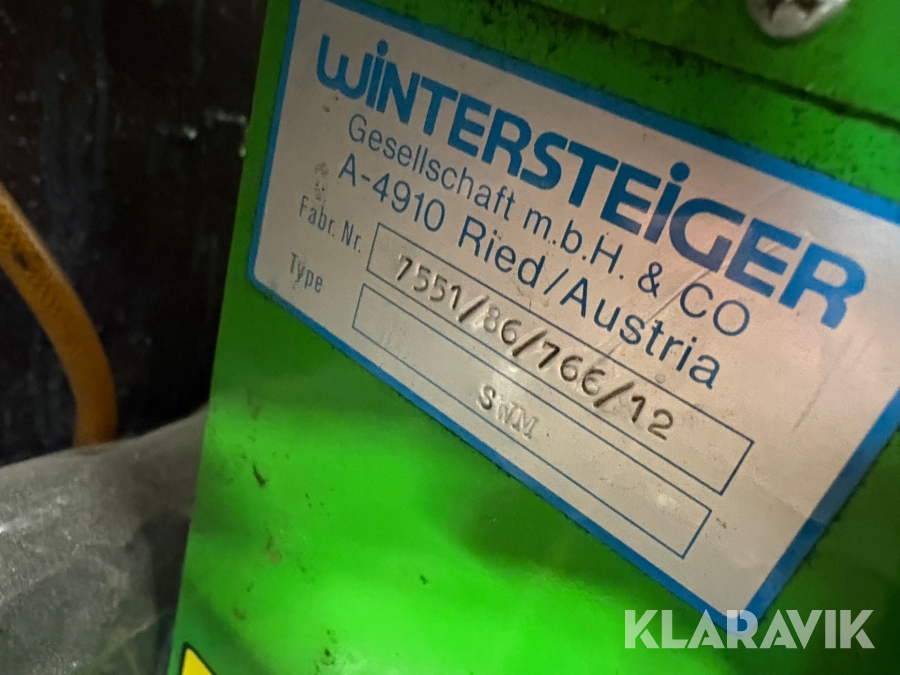 WiNTERSTEiGER
Gesellschaft m.b.H. & CO
A-4910 Ried/Austria
Fabr. Nr. 7551/86/766/12
Type SWM
KLARAVIK